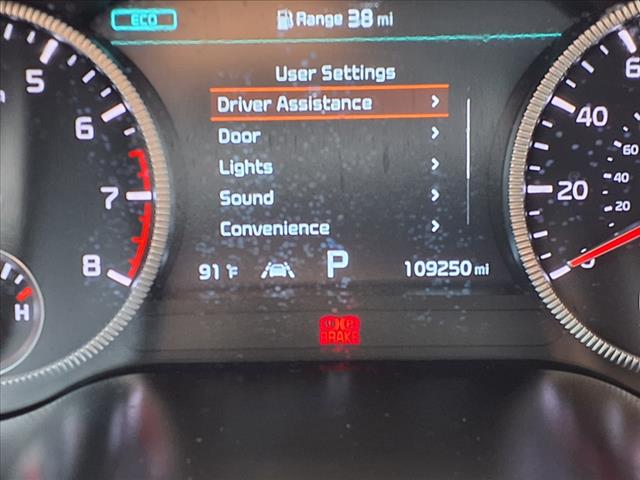 ECO
Range 38 mi
User Settings
Driver Assistance
Door
Lights
Sound
Convenience
91 °F
P
109250 mi
BRAKE
5
6
7
8
H
40
20
0
60
40
20